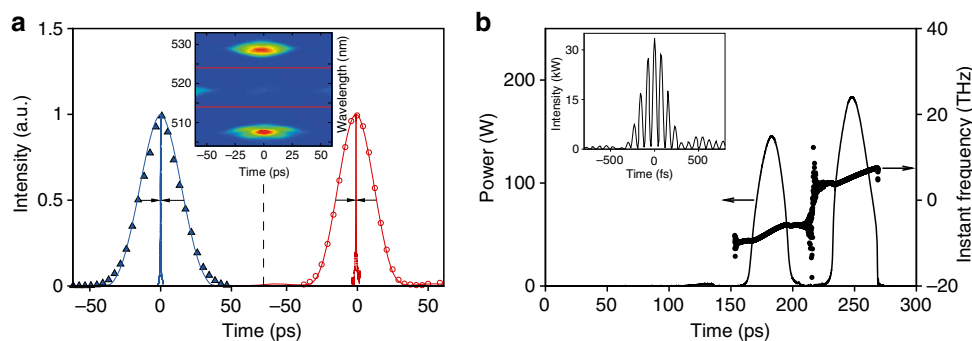 a
1.5
1
0.5
0
Intensity (a.u.)
−50 0 50 −50 0 50
Time (ps)
530
520
510
Wavelength (nm)
−50 0 50
Time (ps)
b
200
100
0
Power (W)
0 50 100 150 200 250 300
Time (ps)
40
20
0
−20
Instant frequency (THz)
30
15
0
Intensity (kW)
−500 0 500
Time (fs)